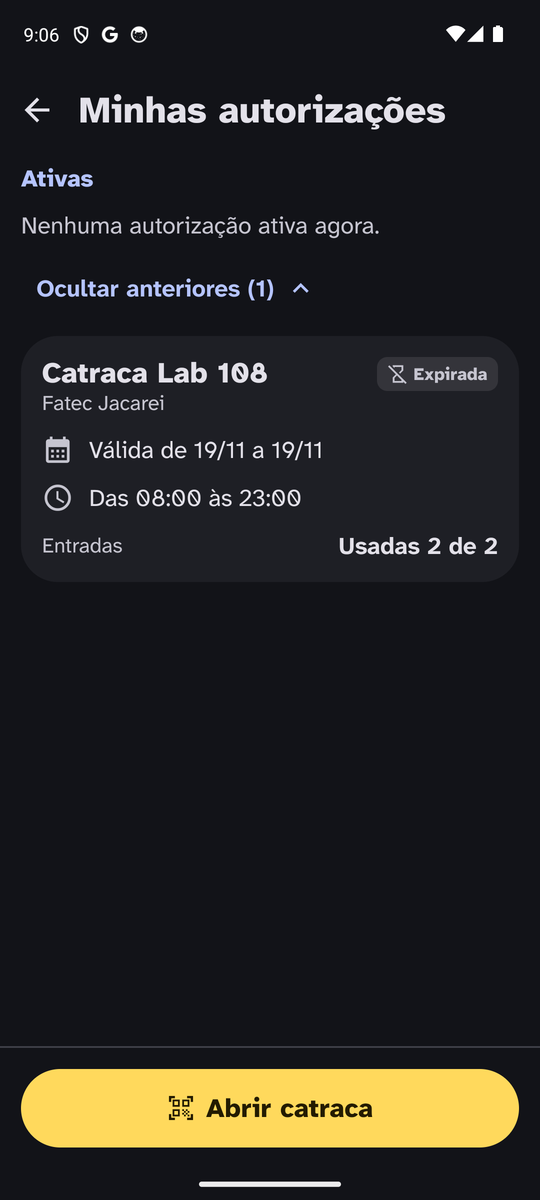 9:06
Minhas autorizações
Ativas
Nenhuma autorização ativa agora.
Ocultar anteriores (1)
Catraca Lab 108
Expirada
Fatec Jacarei
Válida de 19/11 a 19/11
Das 08:00 às 23:00
Entradas
Usadas 2 de 2
Abrir catraca